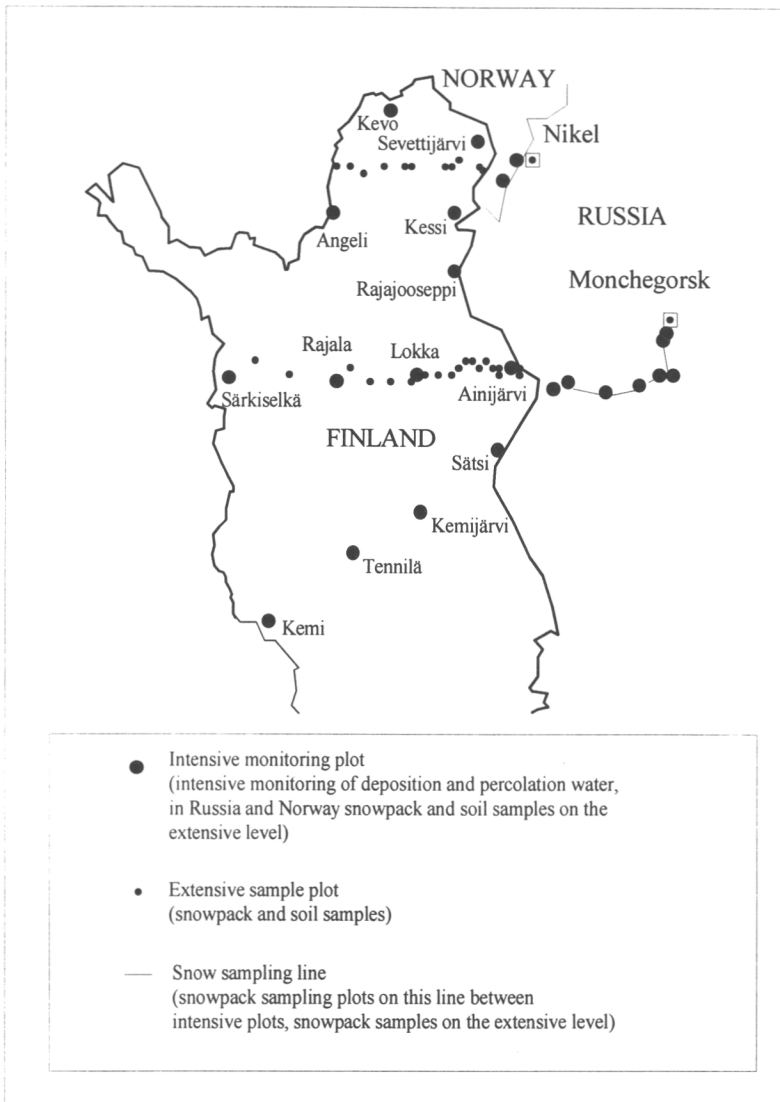 NORWAY
Kevo
Sevettijärvi
Nikel
Angeli
Kessi
RUSSIA
Rajajooseppi
Monchegorsk
Rajala
Lokka
Särkiselkä
Ainijärvi
FINLAND
Sätsi
Kemijärvi
Tennilä
Kemi
Intensive monitoring plot
(intensive monitoring of deposition and percolation water,
in Russia and Norway snowpack and soil samples on the
extensive level)
Extensive sample plot
(snowpack and soil samples)
Snow sampling line
(snowpack sampling plots on this line between
intensive plots, snowpack samples on the extensive level)